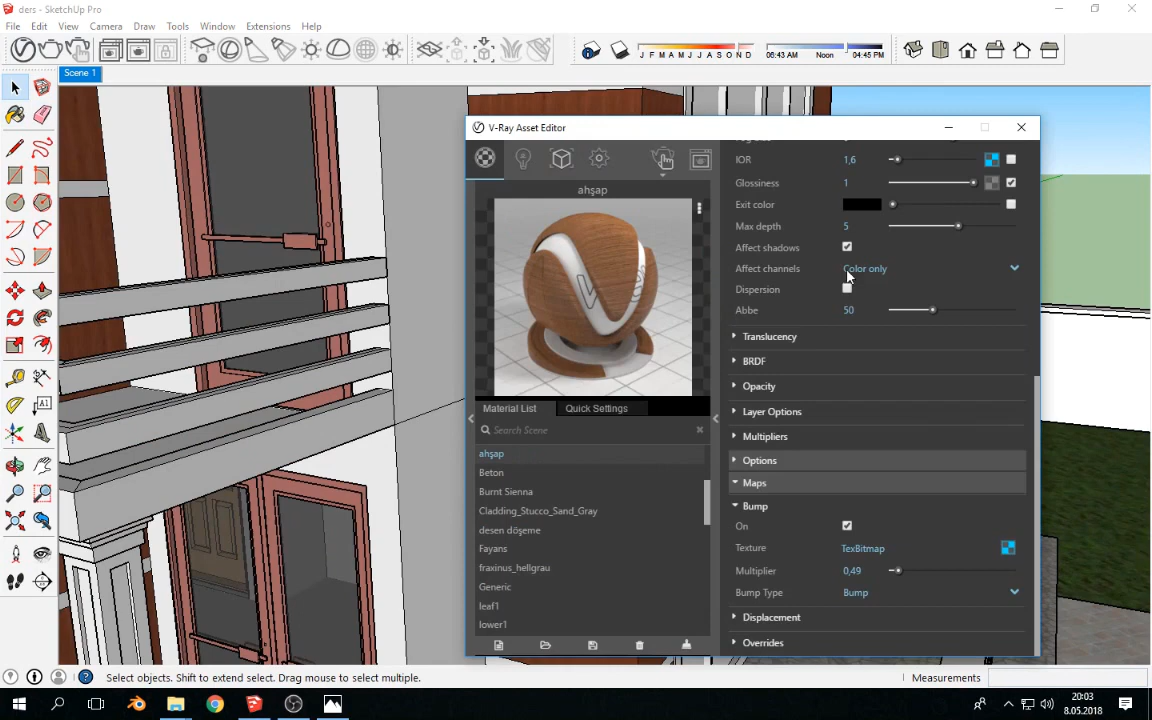 ders - SketchUp Pro
File Edit View Camera Draw Tools Window Extensions Help
J F M A M J J A S O N D
06:43 AM Noon 04:45 PM
Scene 1
V-Ray Asset Editor
ahşap
Material List
Quick Settings
Search Scene
ahşap
Beton
Burnt Sienna
Cladding_Stucco_Sand_Gray
desen döşeme
Fayans
fraxinus_hellgrau
Generic
leaf1
lower1
IOR 1,6
Glossiness 1
Exit color
Max depth 5
Affect shadows
Affect channels Color only
Dispersion
Abbe 50
Translucency
BRDF
Opacity
Layer Options
Multipliers
Options
Maps
Bump
On
Texture TexBitmap
Multiplier 0,49
Bump Type Bump
Displacement
Overrides
Select objects. Shift to extend select. Drag mouse to select multiple.
Measurements
20:03
8.05.2018